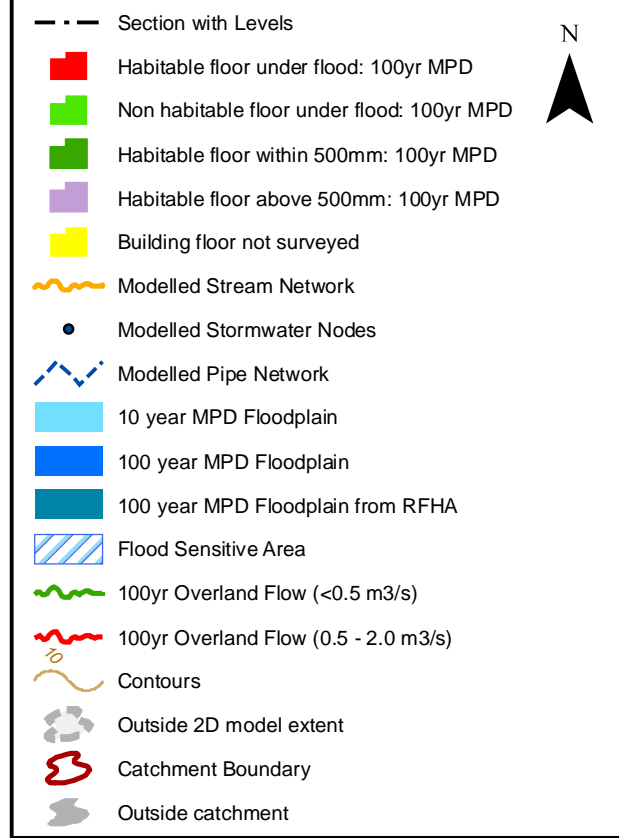 Section with Levels
N
Habitable floor under flood: 100yr MPD
Non habitable floor under flood: 100yr MPD
Habitable floor within 500mm: 100yr MPD
Habitable floor above 500mm: 100yr MPD
Building floor not surveyed
Modelled Stream Network
Modelled Stormwater Nodes
Modelled Pipe Network
10 year MPD Floodplain
100 year MPD Floodplain
100 year MPD Floodplain from RFHA
Flood Sensitive Area
100yr Overland Flow (<0.5 m3/s)
100yr Overland Flow (0.5 - 2.0 m3/s)
10
Contours
Outside 2D model extent
Catchment Boundary
Outside catchment